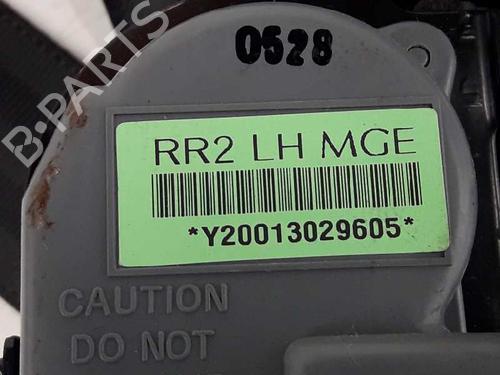 0528
B-PARTS
RR2 LH MGE
*Y20013029605*
CAUTION
DO NOT